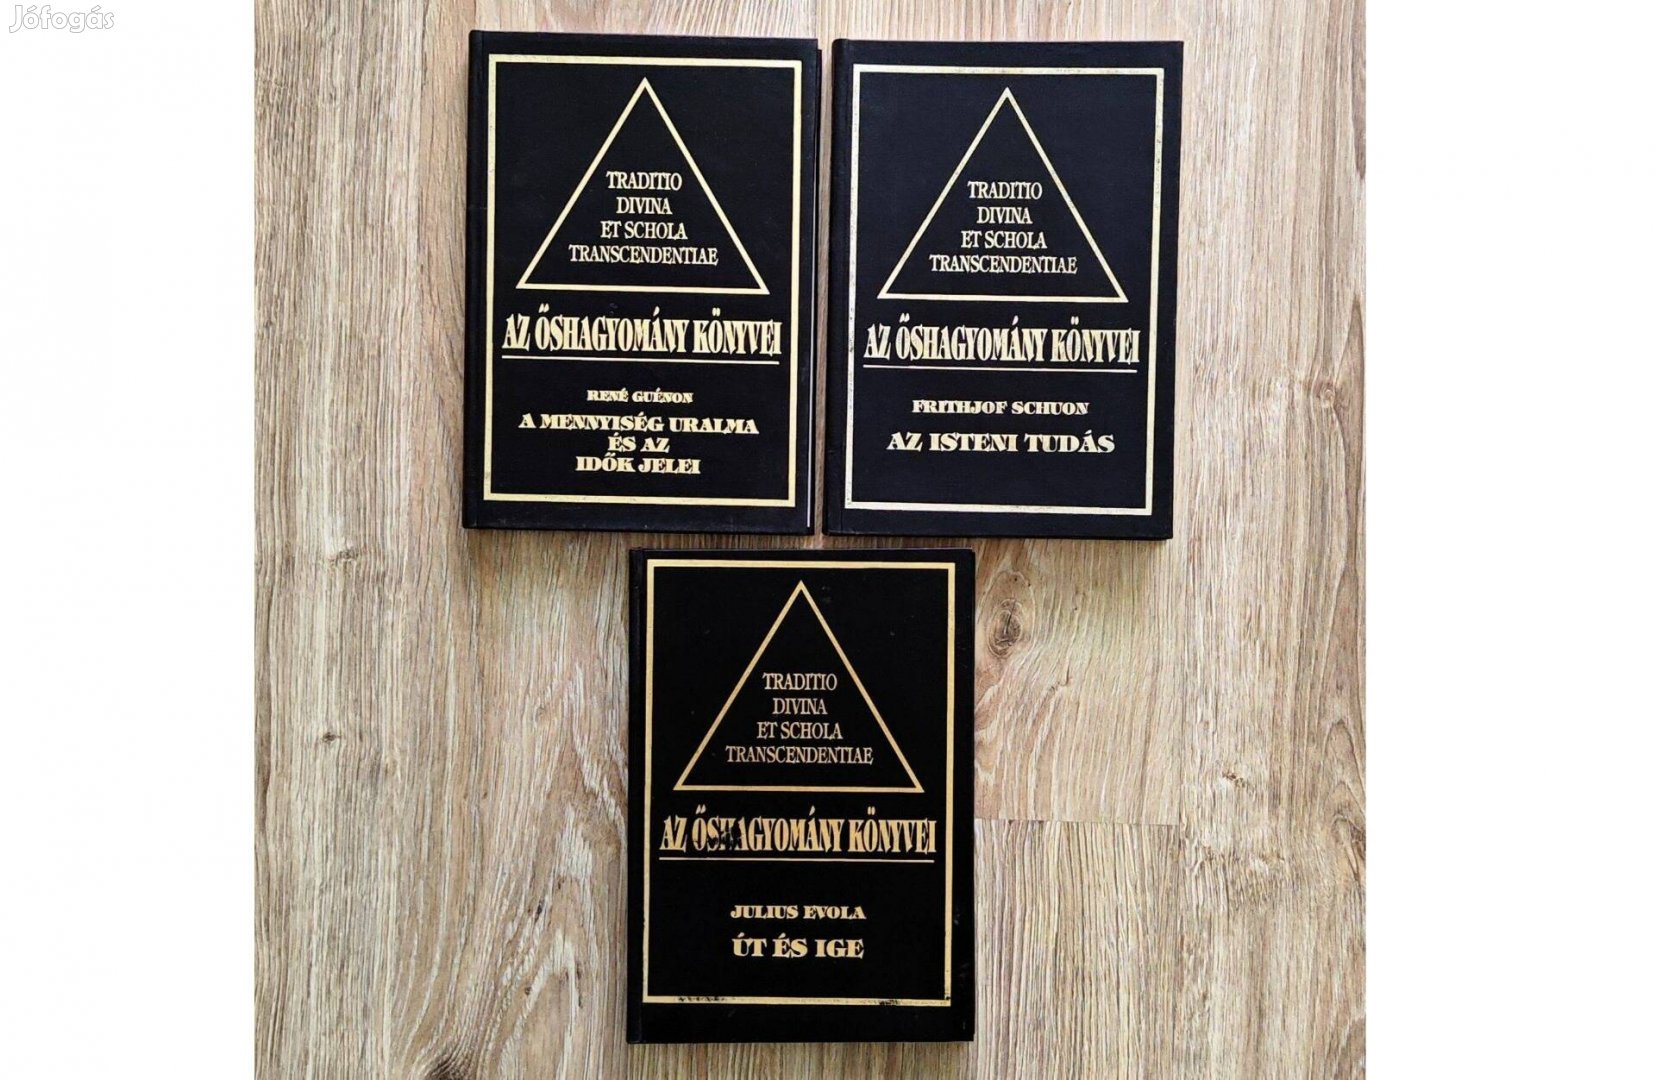 Jófogás
TRADITIO
DIVINA
ET SCHOLA
TRANSCENDENTIAE
AZ ŐSHAGYOMÁNY KÖNYVEI
RENÉ GUÉNON
A MENNYISÉG URALMA
ÉS AZ
IDŐK JELEI
TRADITIO
DIVINA
ET SCHOLA
TRANSCENDENTIAE
AZ ŐSHAGYOMÁNY KÖNYVEI
FRITHJOF SCHUON
AZ ISTENI TUDÁS
TRADITIO
DIVINA
ET SCHOLA
TRANSCENDENTIAE
AZ ŐSHAGYOMÁNY KÖNYVEI
JULIUS EVOLA
ÚT ÉS IGE